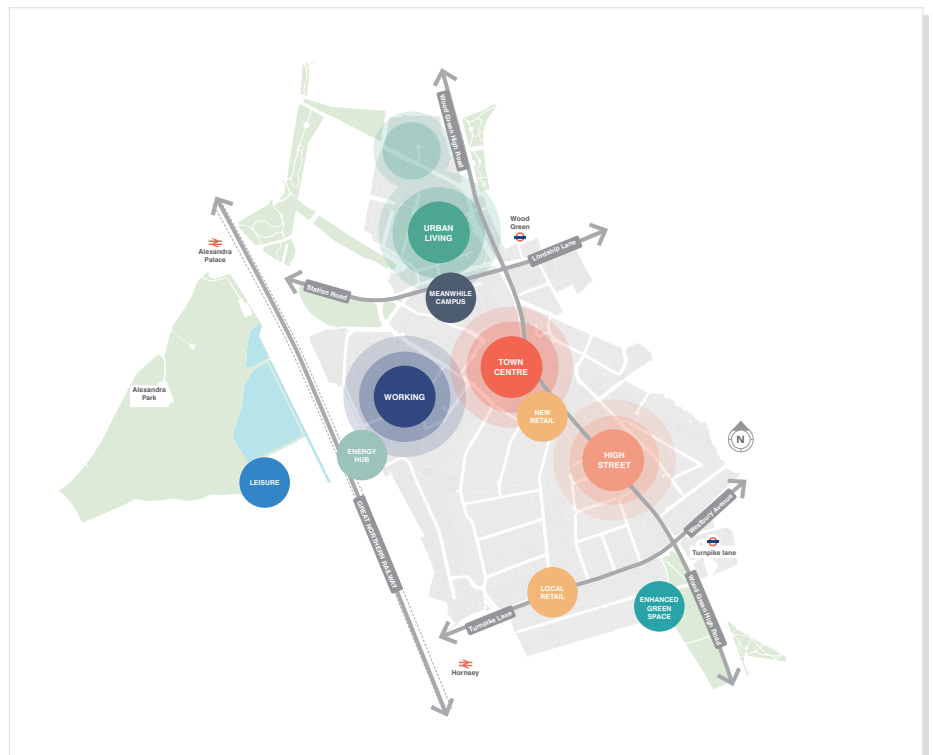 Wood Green High Road
URBAN
LIVING
Wood
Green
Lordship Lane
Alexandra
Palace
Station Road
MEANWHILE
CAMPUS
TOWN
CENTRE
Alexandra
Park
WORKING
NEW
RETAIL
N
ENERGY
HUB
HIGH
STREET
LEISURE
GREAT NORTHERN RAILWAY
Westbury Avenue
Turnpike lane
LOCAL
RETAIL
ENHANCED
GREEN
SPACE
Wood Green High Road
Turnpike Lane
Hornsey